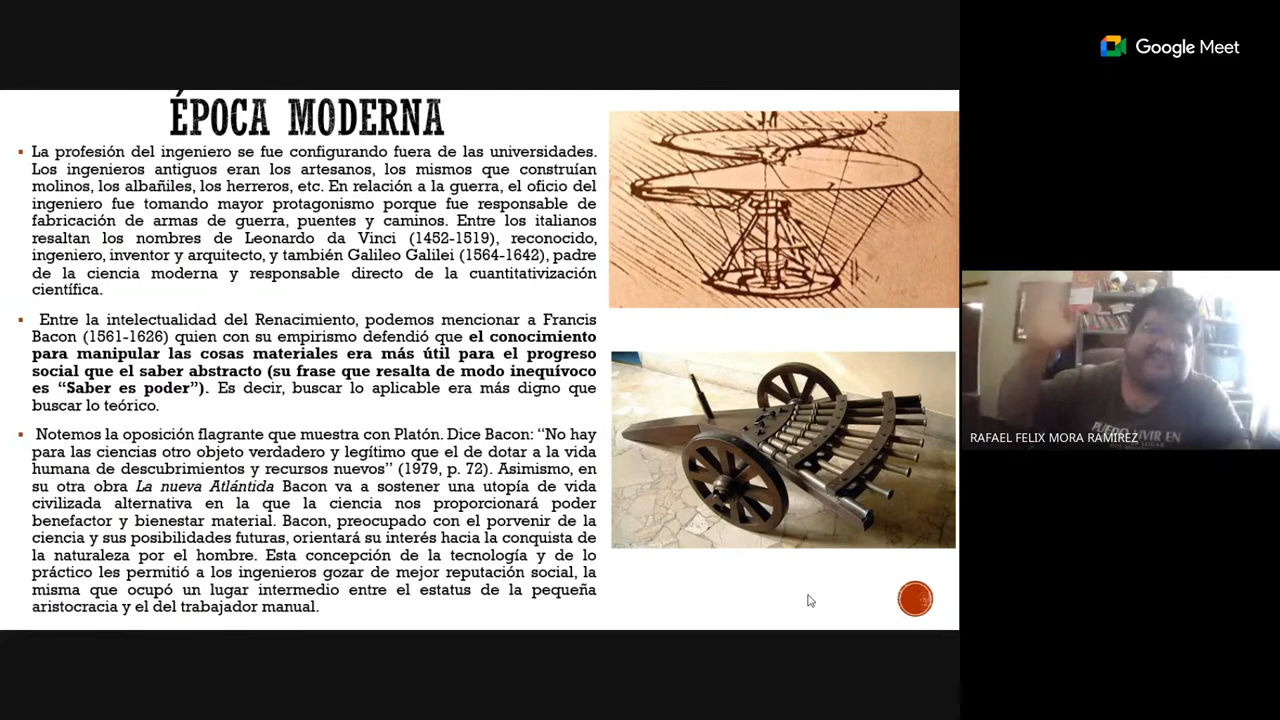 Google Meet
ÉPOCA MODERNA
▪ La profesión del ingeniero se fue configurando fuera de las universidades.
Los ingenieros antiguos eran los artesanos, los mismos que construían
molinos, los albañiles, los herreros, etc. En relación a la guerra, el oficio del
ingeniero fue tomando mayor protagonismo porque fue responsable de
fabricación de armas de guerra, puentes y caminos. Entre los italianos
resaltan los nombres de Leonardo da Vinci (1452-1519), reconocido,
ingeniero, inventor y arquitecto, y también Galileo Galilei (1564-1642), padre
de la ciencia moderna y responsable directo de la cuantitativización
científica.
▪ Entre la intelectualidad del Renacimiento, podemos mencionar a Francis
Bacon (1561-1626) quien con su empirismo defendió que el conocimiento
para manipular las cosas materiales era más útil para el progreso
social que el saber abstracto (su frase que resalta de modo inequívoco
es “Saber es poder”). Es decir, buscar lo aplicable era más digno que
buscar lo teórico.
▪ Notemos la oposición flagrante que muestra con Platón. Dice Bacon: “No hay
para las ciencias otro objeto verdadero y legítimo que el de dotar a la vida
humana de descubrimientos y recursos nuevos” (1979, p. 72). Asimismo, en
su otra obra La nueva Atlántida Bacon va a sostener una utopía de vida
civilizada alternativa en la que la ciencia nos proporcionará poder
benefactor y bienestar material. Bacon, preocupado con el porvenir de la
ciencia y sus posibilidades futuras, orientará su interés hacia la conquista de
la naturaleza por el hombre. Esta concepción de la tecnología y de lo
práctico les permitió a los ingenieros gozar de mejor reputación social, la
misma que ocupó un lugar intermedio entre el estatus de la pequeña
aristocracia y el del trabajador manual.
PUEDO VIVIR EN
RAFAEL FELIX MORA RAMIREZ